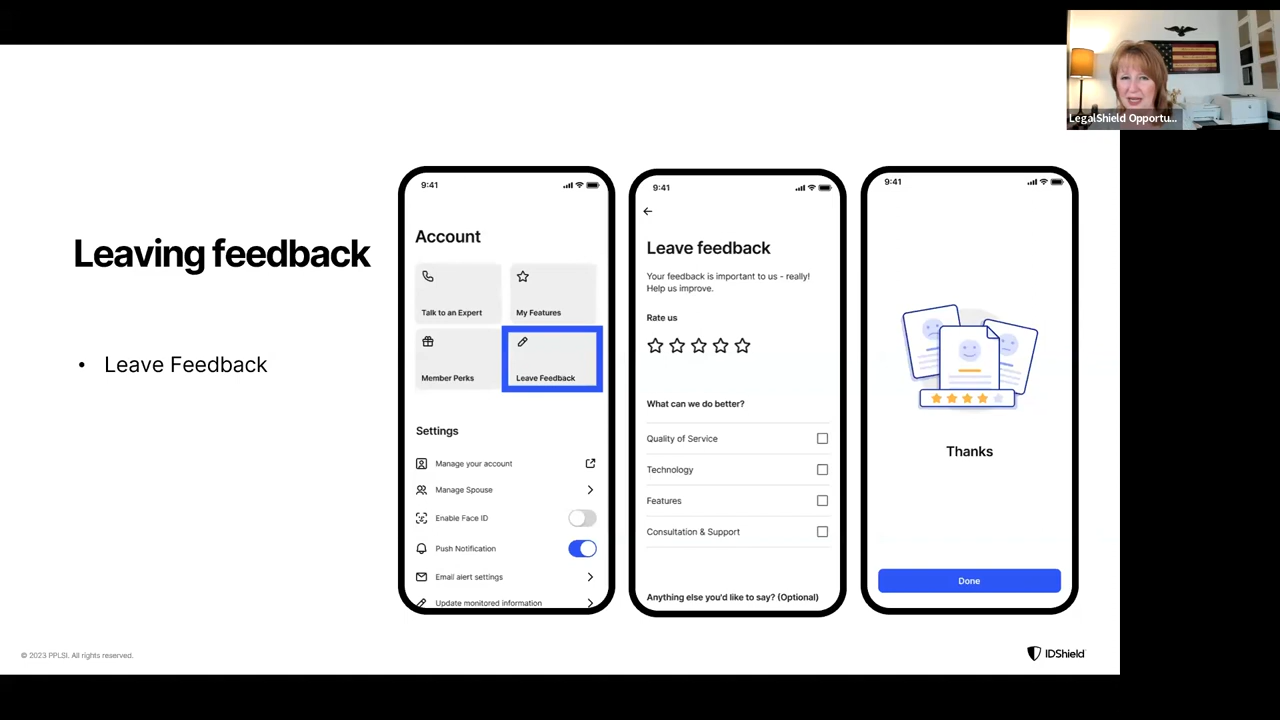 LegalShield Opportu...
Leaving feedback
• Leave Feedback
9:41
Account
Talk to an Expert
My Features
Member Perks
Leave Feedback
Settings
Manage your account
Manage Spouse
Enable Face ID
Push Notification
Email alert settings
Update monitored information
9:41
Leave feedback
Your feedback is important to us - really!
Help us improve.
Rate us
What can we do better?
Quality of Service
Technology
Features
Consultation & Support
Anything else you'd like to say? (Optional)
9:41
Thanks
Done
© 2023 PPLSI. All rights reserved.
IDShield